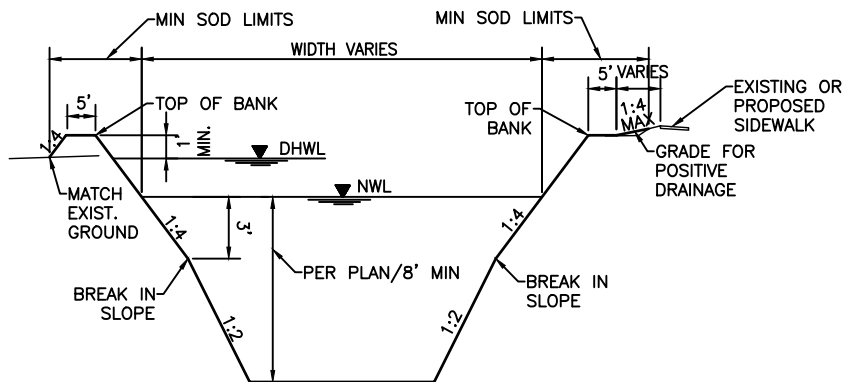 MIN SOD LIMITS
MIN SOD LIMITS
WIDTH VARIES
5'
5'
VARIES
TOP OF BANK
1
MIN.
DHWL
TOP OF
BANK
1:4
MAX
EXISTING OR
PROPOSED
SIDEWALK
1:4
GRADE FOR
POSITIVE
DRAINAGE
MATCH
EXIST.
GROUND
NWL
1:4
3'
1:4
PER PLAN/8' MIN
BREAK IN
SLOPE
BREAK IN
SLOPE
1:2
1:2